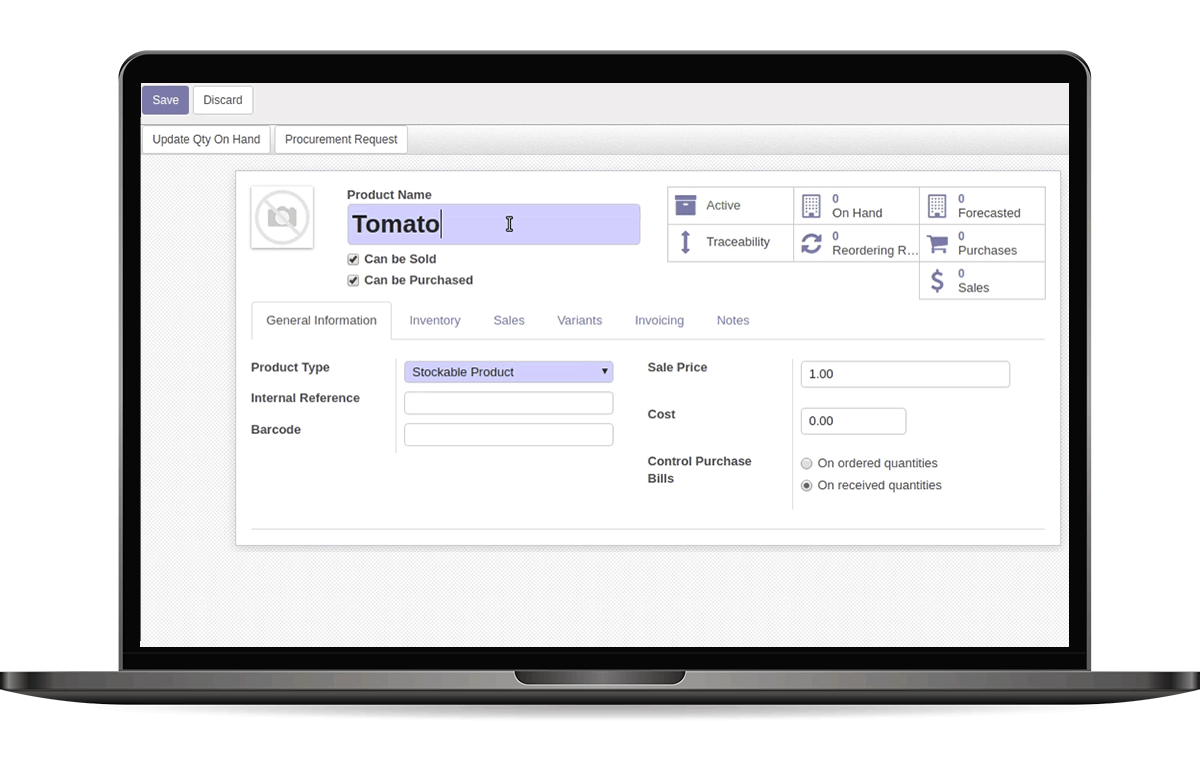 Save
Discard
Update Qty On Hand
Procurement Request
Product Name
Tomato
Can be Sold
Can be Purchased
Active
0
On Hand
0
Forecasted
Traceability
0
Reordering R...
0
Purchases
0
Sales
General Information
Inventory
Sales
Variants
Invoicing
Notes
Product Type
Stockable Product
Internal Reference
Barcode
Sale Price
1.00
Cost
0.00
Control Purchase
Bills
On ordered quantities
On received quantities